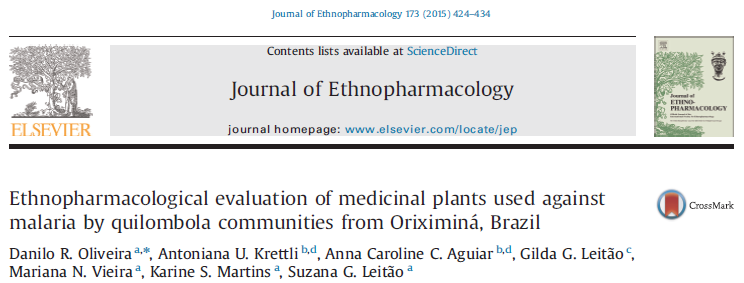 Journal of Ethnopharmacology 173 (2015) 424–434
Contents lists available at ScienceDirect
Journal of Ethnopharmacology
journal homepage: www.elsevier.com/locate/jep
ELSEVIER
Journal of
ETHNO-
PHARMACOLOGY
Ethnopharmacological evaluation of medicinal plants used against
malaria by quilombola communities from Oriximiná, Brazil
CrossMark
Danilo R. Oliveira a,*, Antoniana U. Krettli b,d, Anna Caroline C. Aguiar b,d, Gilda G. Leitão c,
Mariana N. Vieira a, Karine S. Martins a, Suzana G. Leitão a